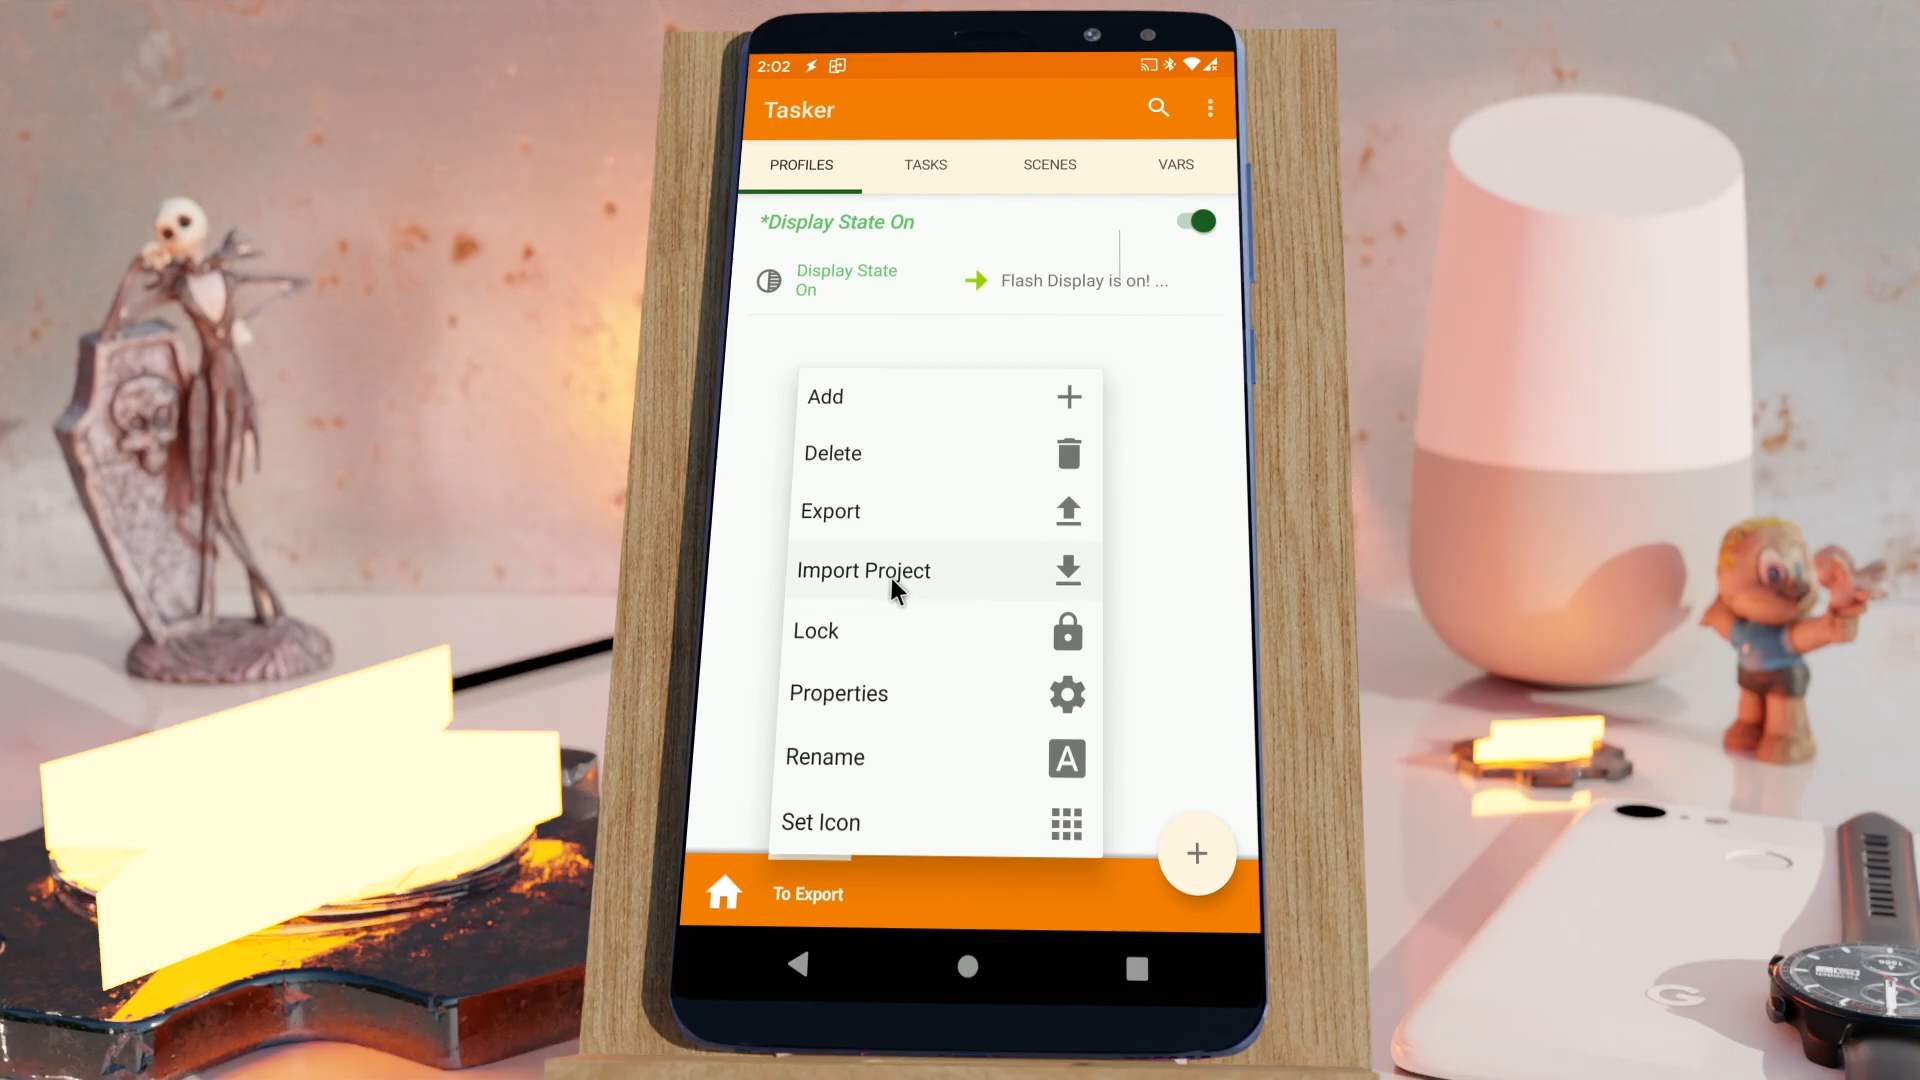 2:02
Tasker
PROFILES TASKS SCENES VARS
*Display State On
Display State
On
Flash Display is on! ...
Add
Delete
Export
Import Project
Lock
Properties
Rename
A
Set Icon
To Export
G